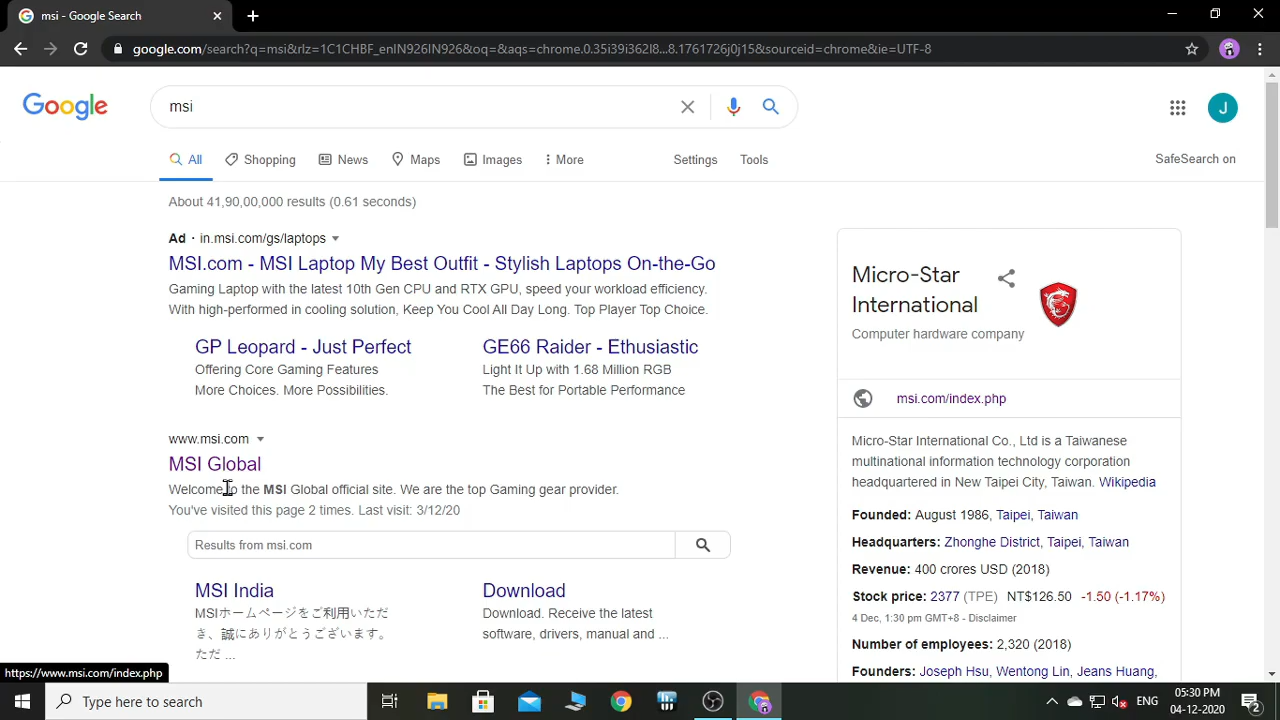 msi - Google Search
google.com/search?q=msi&rlz=1C1CHBF_enIN926IN926&oq=&aqs=chrome.0.35i39i362l8...8.1761726j0j15&sourceid=chrome&ie=UTF-8
Google
msi
J
All
Shopping
News
Maps
Images
More
Settings
Tools
SafeSearch on
About 41,90,00,000 results (0.61 seconds)
Ad · in.msi.com/gs/laptops
MSI.com - MSI Laptop My Best Outfit - Stylish Laptops On-the-Go
Gaming Laptop with the latest 10th Gen CPU and RTX GPU, speed your workload efficiency.
With high-performed in cooling solution, Keep You Cool All Day Long. Top Player Top Choice.
GP Leopard - Just Perfect
Offering Core Gaming Features
More Choices. More Possibilities.
GE66 Raider - Ethusiastic
Light It Up with 1.68 Million RGB
The Best for Portable Performance
www.msi.com
MSI Global
Welcome to the MSI Global official site. We are the top Gaming gear provider.
You've visited this page 2 times. Last visit: 3/12/20
Results from msi.com
MSI India
MSIホームページをご利用いただ
き、誠にありがとうございます。
ただ ...
Download
Download. Receive the latest
software, drivers, manual and ...
Micro-Star
International
Computer hardware company
msi.com/index.php
Micro-Star International Co., Ltd is a Taiwanese
multinational information technology corporation
headquartered in New Taipei City, Taiwan. Wikipedia
Founded: August 1986, Taipei, Taiwan
Headquarters: Zhonghe District, Taipei, Taiwan
Revenue: 400 crores USD (2018)
Stock price: 2377 (TPE) NT$126.50 -1.50 (-1.17%)
4 Dec, 1:30 pm GMT+8 - Disclaimer
Number of employees: 2,320 (2018)
Founders: Joseph Hsu, Wentong Lin, Jeans Huang,
https://www.msi.com/index.php
Type here to search
ENG
05:30 PM
04-12-2020
2